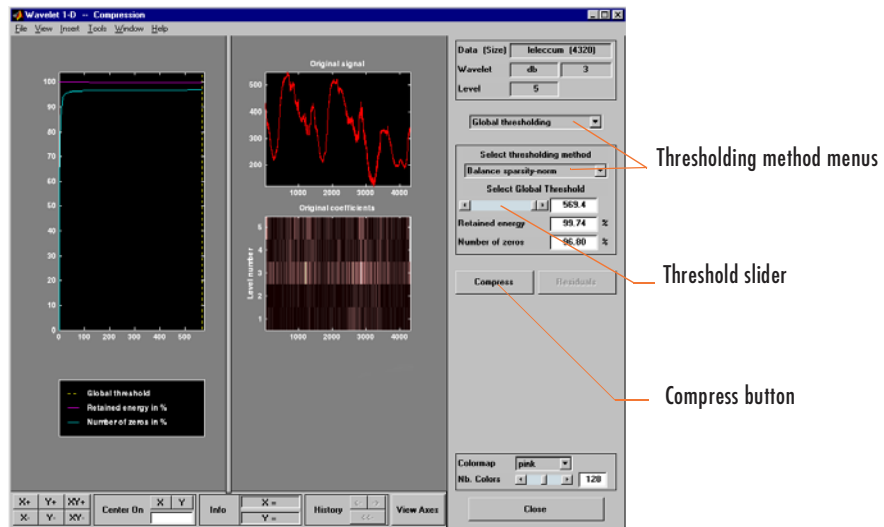 Wavelet 1-D -- Compression
File View Insert Tools Window Help
100
90
80
70
60
50
40
30
20
10
0
0 100 200 300 400 500
Global threshold
Retained energy in %
Number of zeros in %
Original signal
500
400
300
200
1000 2000 3000 4000
Original coefficients
Level number
5
4
3
2
1
1000 2000 3000 4000
Data (Size) leleccum (4320)
Wavelet db 3
Level 5
Global thresholding
Select thresholding method
Balance sparsity-norm
Select Global Threshold
569.4
Retained energy 99.74 %
Number of zeros 96.80 %
Compress Residuals
Colormap pink
Nb. Colors 128
Close
Thresholding method menus
Threshold slider
Compress button
X+ Y+ XY+
X- Y- XY-
Center On X Y
Info X =
Y =
History <- ->
<<-
View Axes